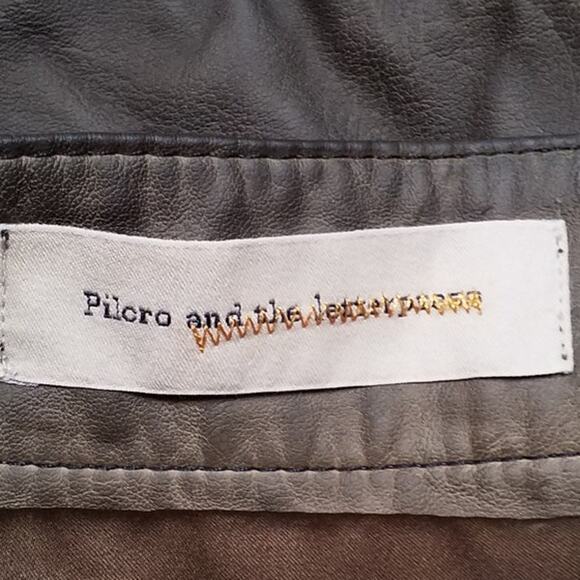 Pilcro and the letterpress